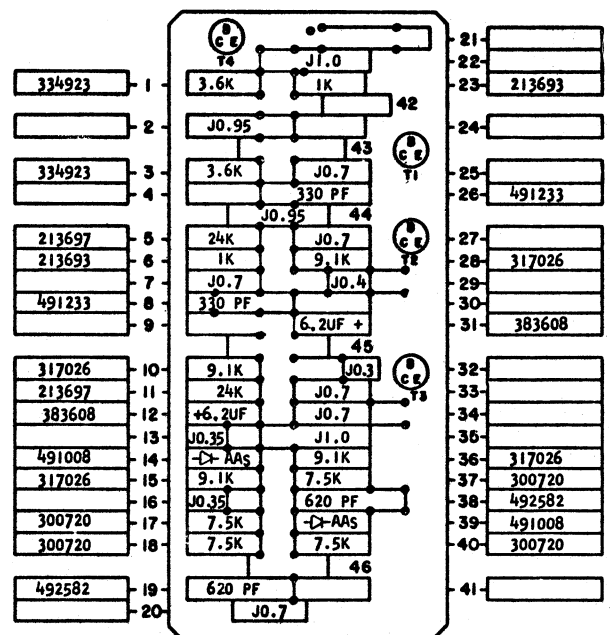 B
C E
T4
21
J1.0
22
334923 1 3.6K 1K 23 213693
42
2 J0.95 24
43
B
C E
T1
334923 3 3.6K J0.7 25
4 330 PF 26 491233
J0.95 44
B
C E
T2
213697 5 24K J0.7 27
213693 6 1K 9.1K 28 317026
7 J0.7 J0.4 29
491233 8 330 PF 30
9 6.2UF + 31 383608
45
B
C E
T3
317026 10 9.1K J0.3 32
213697 11 24K J0.7 33
383608 12 +6.2UF J0.7 34
13 J0.35 J1.0 35
491008 14 AAS 9.1K 36 317026
317026 15 9.1K 7.5K 37 300720
16 J0.35 620 PF 38 492582
300720 17 7.5K AAS 39 491008
300720 18 7.5K 7.5K 40 300720
46
492582 19 620 PF 41
20 J0.7